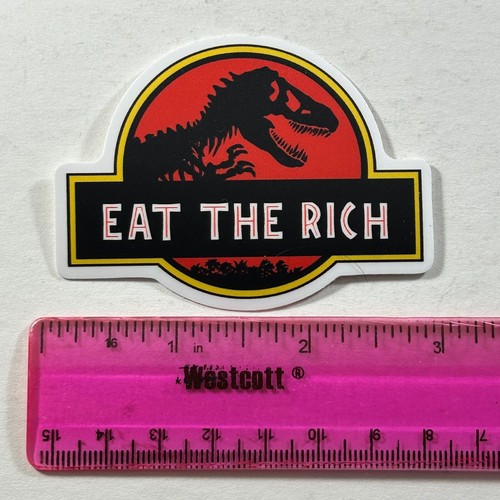 EAT THE RICH
16 1 in 2 3
Westcott ®
15 14 13 12 11 10 9 8 7